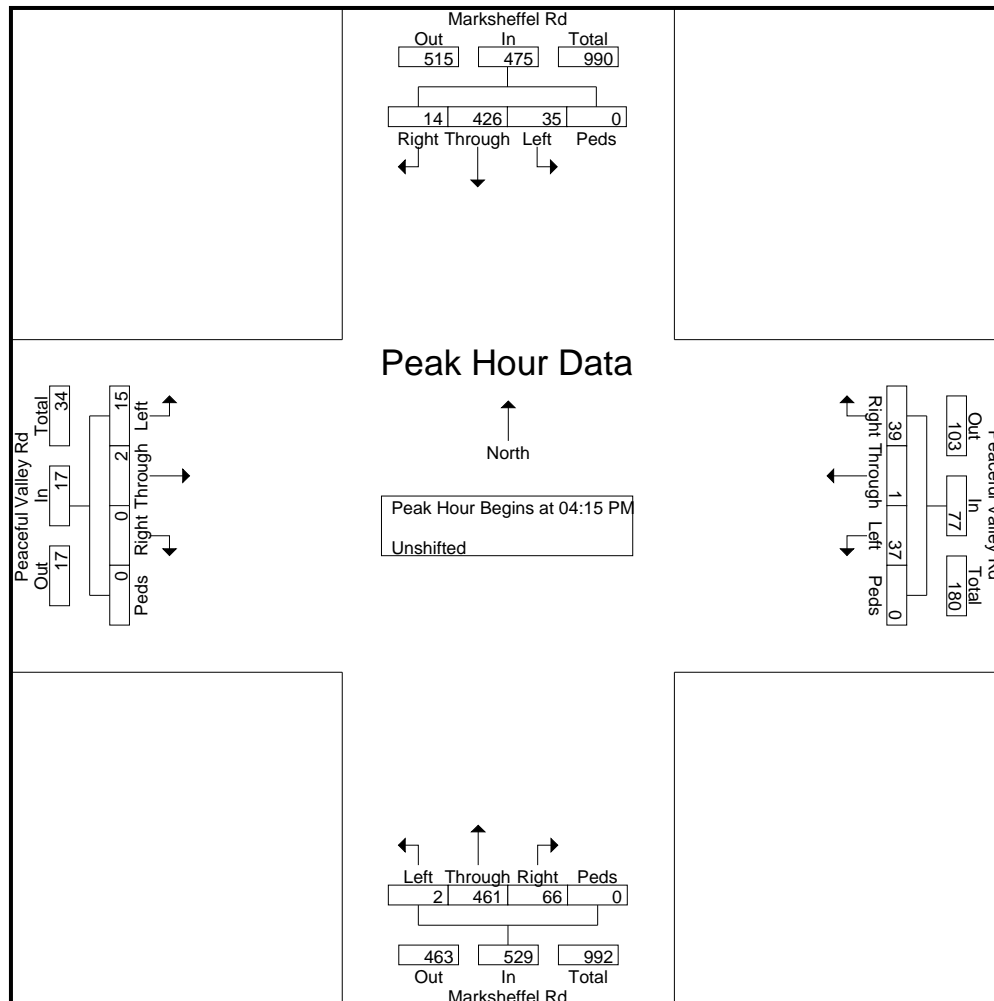 Marksheffel Rd
Out In Total
515 475 990
14 426 35 0
Right Through Left Peds
Peak Hour Data
North
Peak Hour Begins at 04:15 PM
Unshifted
Peaceful Valley Rd
Total In Out
34 17 17
15 2 0 0
Left Through Right Peds
Peaceful Valley Rd
Out In Total
103 77 180
39 1 37 0
Right Through Left Peds
Left Through Right Peds
2 461 66 0
463 529 992
Out In Total
Marksheffel Rd